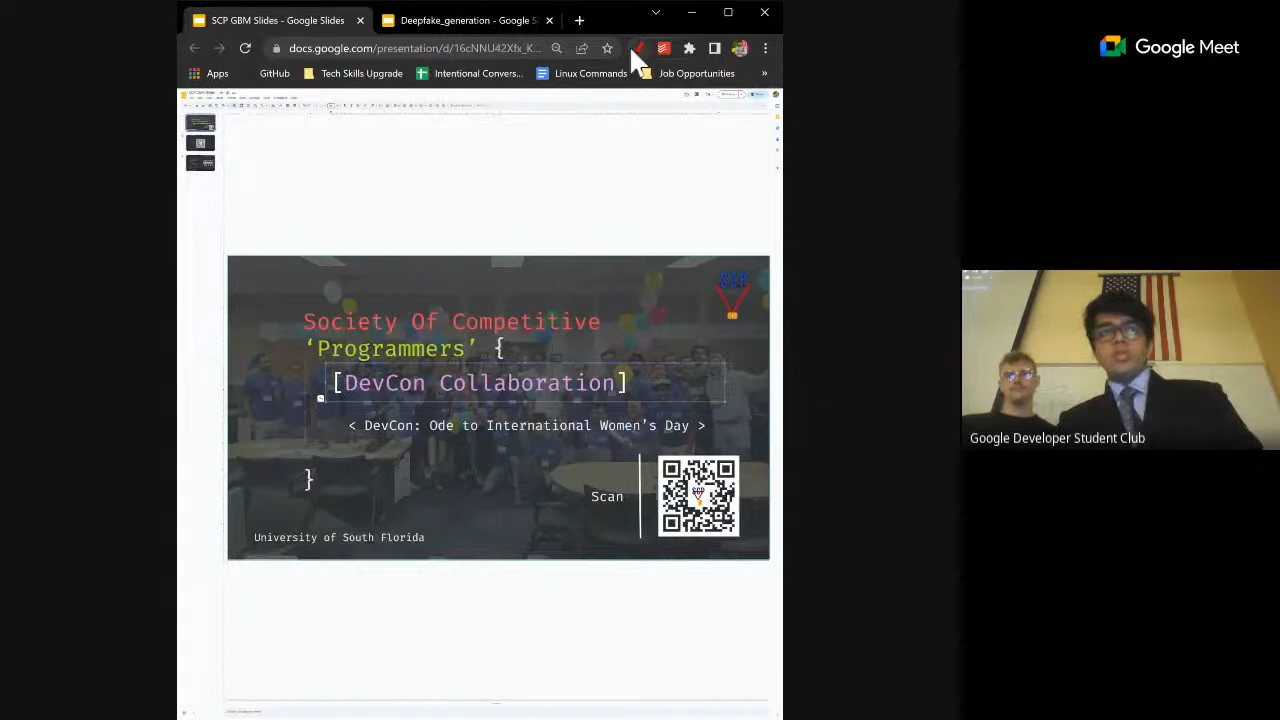 SCP GBM Slides - Google Slides
Deepfake_generation - Google S
docs.google.com/presentation/d/16cNNU42Xfx_K...
Apps
GitHub
Tech Skills Upgrade
Intentional Convers...
Linux Commands
Job Opportunities
»
Google Meet
SCP
Society Of Competitive
‘Programmers’ {
[DevCon Collaboration]
< DevCon: Ode to International Women’s Day >
}
Scan
SCP
University of South Florida
Google Developer Student Club